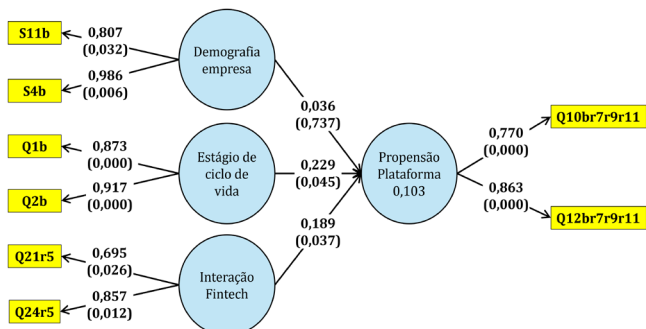 S11b
0,807
(0,032)
S4b
0,986
(0,006)
Demografia
empresa
Q1b
0,873
(0,000)
Q2b
0,917
(0,000)
Estágio de
ciclo de
vida
Q21r5
0,695
(0,026)
Q24r5
0,857
(0,012)
Interação
Fintech
0,036
(0,737)
0,229
(0,045)
0,189
(0,037)
Propensão
Plataforma
0,103
0,770
(0,000)
Q10br7r9r11
0,863
(0,000)
Q12br7r9r11